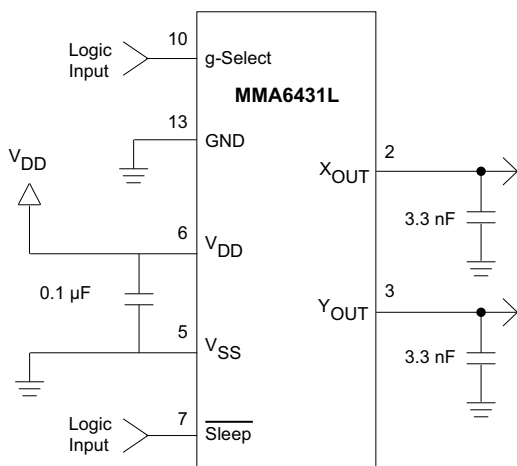 10
Logic
Input
g-Select
MMA6431L
13
GND
VDD
2
XOUT
3.3 nF
6
VDD
0.1 µF
3
YOUT
5
VSS
3.3 nF
7
Logic
Input
Sleep